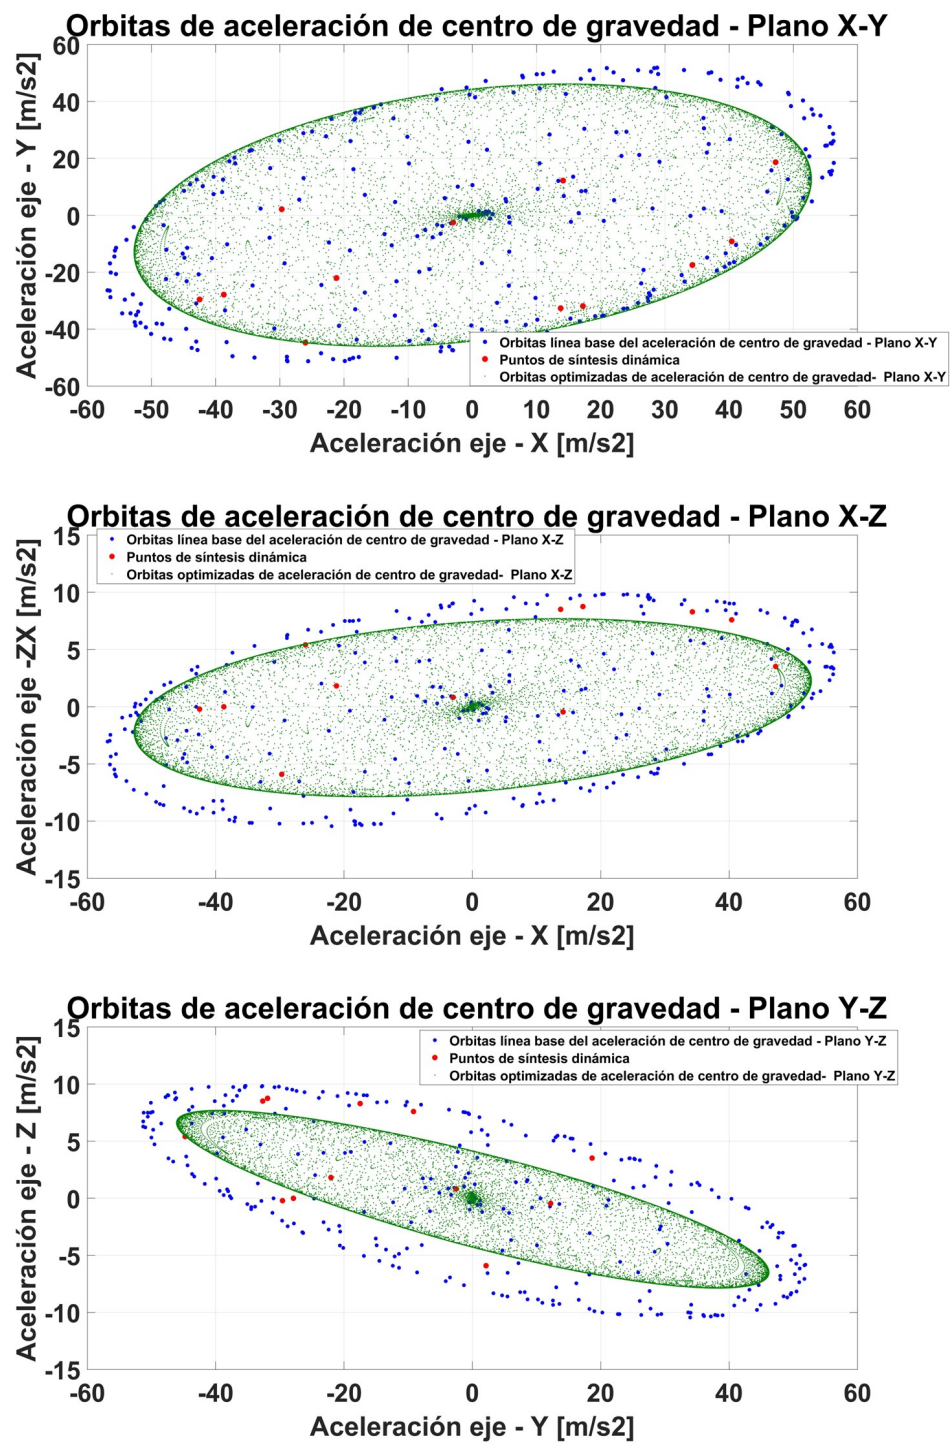 Orbitas de aceleración de centro de gravedad - Plano X-Y
60
40
20
0
-20
-40
-60
Aceleración eje - Y [m/s2]
Orbitas línea base del aceleración de centro de gravedad - Plano X-Y
Puntos de síntesis dinámica
Orbitas optimizadas de aceleración de centro de gravedad- Plano X-Y
-60 -50 -40 -30 -20 -10 0 10 20 30 40 50 60
Aceleración eje - X [m/s2]
Orbitas de aceleración de centro de gravedad - Plano X-Z
15
10
5
0
-5
-10
-15
Aceleración eje -ZX [m/s2]
Orbitas línea base del aceleración de centro de gravedad - Plano X-Z
Puntos de síntesis dinámica
Orbitas optimizadas de aceleración de centro de gravedad- Plano X-Z
-60 -40 -20 0 20 40 60
Aceleración eje - X [m/s2]
Orbitas de aceleración de centro de gravedad - Plano Y-Z
15
10
5
0
-5
-10
-15
Aceleración eje - Z [m/s2]
Orbitas línea base del aceleración de centro de gravedad - Plano Y-Z
Puntos de síntesis dinámica
Orbitas optimizadas de aceleración de centro de gravedad- Plano Y-Z
-60 -40 -20 0 20 40 60
Aceleración eje - Y [m/s2]